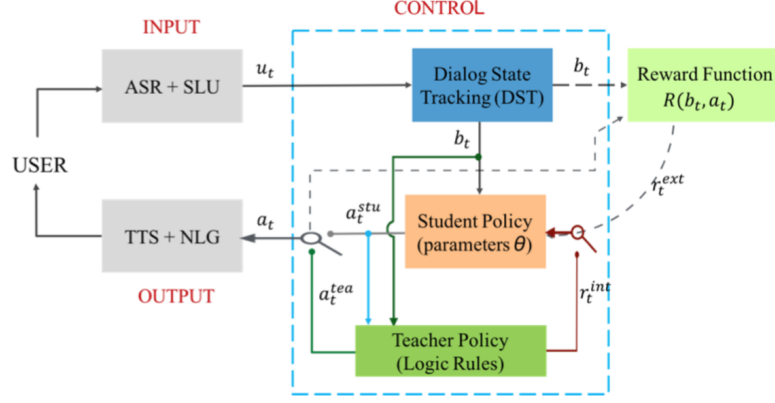 CONTROL
INPUT
ASR + SLU
u_t
Dialog State
Tracking (DST)
b_t
Reward Function
R(b_t, a_t)
b_t
USER
r_t^{ext}
TTS + NLG
a_t
a_t^{stu}
Student Policy
(parameters θ)
OUTPUT
a_t^{tea}
r_t^{int}
Teacher Policy
(Logic Rules)